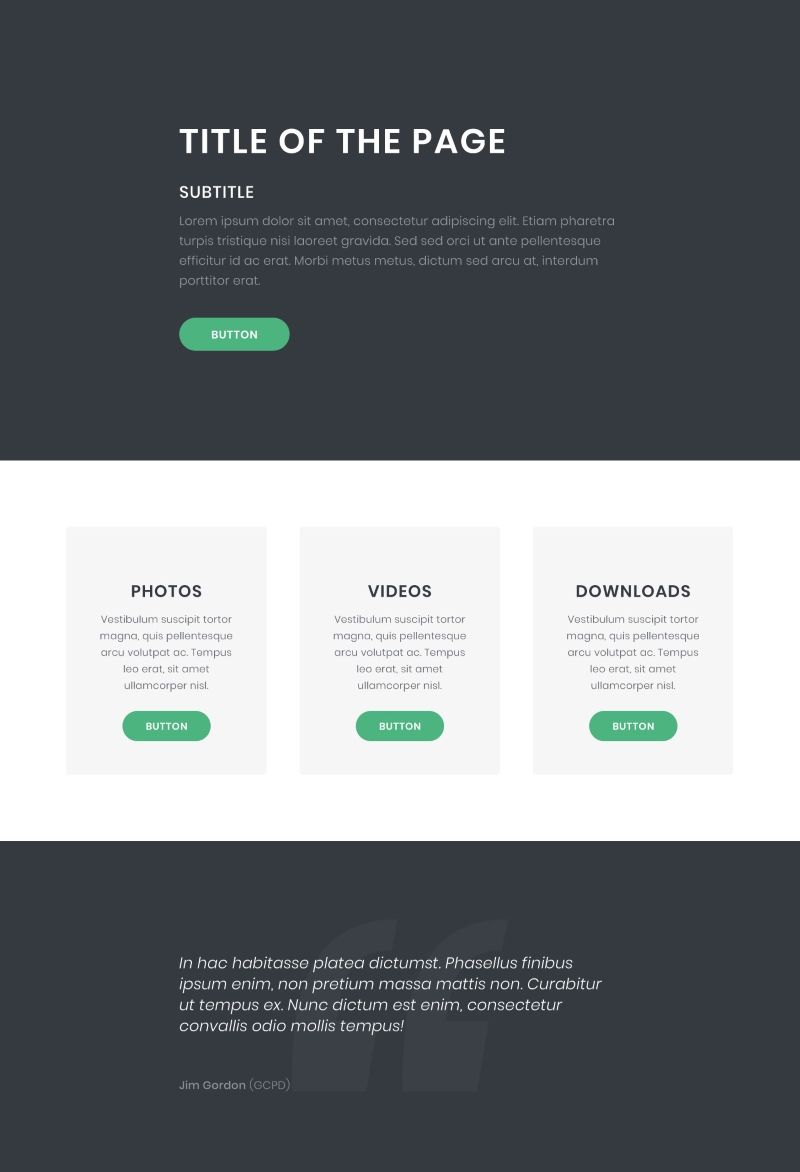 TITLE OF THE PAGE
SUBTITLE
Lorem ipsum dolor sit amet, consectetur adipiscing elit. Etiam pharetra
turpis tristique nisi laoreet gravida. Sed sed orci ut ante pellentesque
efficitur id ac erat. Morbi metus metus, dictum sed arcu at, interdum
porttitor erat.
BUTTON
PHOTOS
Vestibulum suscipit tortor
magna, quis pellentesque
arcu volutpat ac. Tempus
leo erat, sit amet
ullamcorper nisl.
BUTTON
VIDEOS
Vestibulum suscipit tortor
magna, quis pellentesque
arcu volutpat ac. Tempus
leo erat, sit amet
ullamcorper nisl.
BUTTON
DOWNLOADS
Vestibulum suscipit tortor
magna, quis pellentesque
arcu volutpat ac. Tempus
leo erat, sit amet
ullamcorper nisl.
BUTTON
In hac habitasse platea dictumst. Phasellus finibus
ipsum enim, non pretium massa mattis non. Curabitur
ut tempus ex. Nunc dictum est enim, consectetur
convallis odio mollis tempus!
Jim Gordon (GCPD)